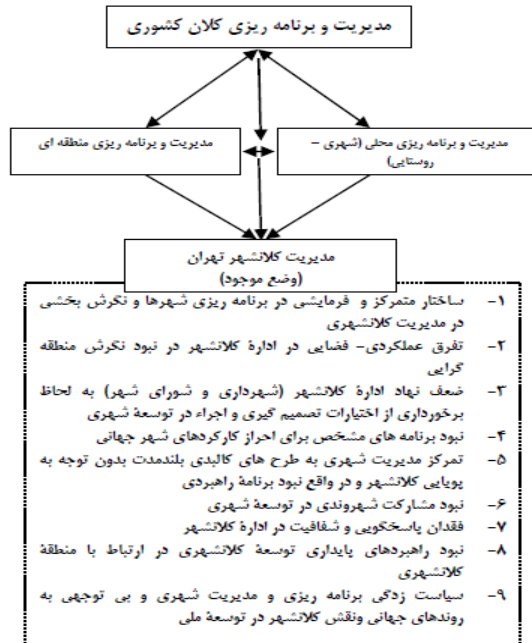 مدیریت و برنامه ریزی کلان کشوری
مدیریت و برنامه ریزی محلی (شهری –
روستایی)
مدیریت و برنامه ریزی منطقه ای
مدیریت کلانشهر تهران
(وضع موجود)
۱- ساختار متمرکز و فرمایشی در برنامه ریزی شهرها و نگرش بخشی
در مدیریت کلانشهری
۲- تفرق عملکردی- فضایی در ادارهٔ کلانشهر در نبود نگرش منطقه
گرایی
۳- ضعف نهاد ادارهٔ کلانشهر (شهرداری و شورای شهر) به لحاظ
برخورداری از اختیارات تصمیم گیری و اجراء در توسعهٔ شهری
۴- نبود برنامه های مشخص برای احراز کارکردهای شهر جهانی
۵- تمرکز مدیریت شهری به طرح های کالبدی بلندمدت بدون توجه به
پویایی کلانشهر و در واقع نبود برنامهٔ راهبردی
۶- نبود مشارکت شهروندی در توسعهٔ شهری
۷- فقدان پاسخگویی و شفافیت در ادارهٔ کلانشهر
۸- نبود راهبردهای پایداری توسعهٔ کلانشهری در ارتباط با منطقهٔ
کلانشهری
۹- سیاست زدگی برنامه ریزی و مدیریت شهری و بی توجهی به
روندهای جهانی ونقش کلانشهر در توسعهٔ ملی